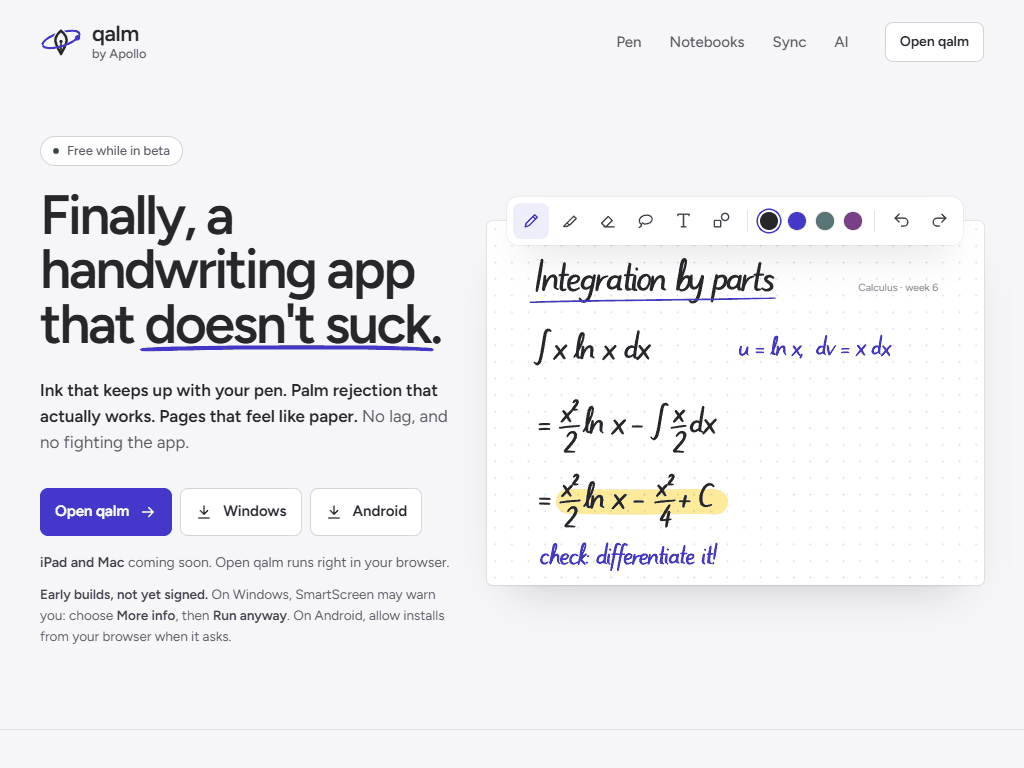 qalm
by Apollo
Pen Notebooks Sync AI Open qalm
Free while in beta
Finally, a
handwriting app
that doesn't suck.
Ink that keeps up with your pen. Palm rejection that
actually works. Pages that feel like paper. No lag, and
no fighting the app.
Open qalm → Windows Android
iPad and Mac coming soon. Open qalm runs right in your browser.
Early builds, not yet signed. On Windows, SmartScreen may warn
you: choose More info, then Run anyway. On Android, allow installs
from your browser when it asks.
T
Integration by parts
Calculus · week 6
∫ x ln x dx
u = ln x, dv = x dx
= x²/2 ln x − ∫ x/2 dx
= x²/2 ln x − x²/4 + C
check: differentiate it!